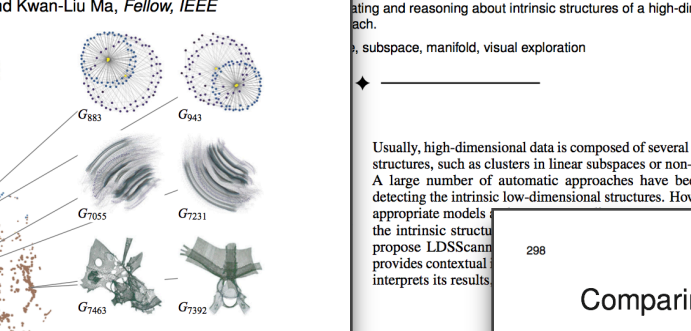 nd Kwan-Liu Ma, Fellow, IEEE
G883
G943
G7055
G7231
G7463
G7392
ating and reasoning about intrinsic structures of a high-di
ach.
, subspace, manifold, visual exploration
Usually, high-dimensional data is composed of several
structures, such as clusters in linear subspaces or non-
A large number of automatic approaches have bee
detecting the intrinsic low-dimensional structures. Hov
appropriate models
the intrinsic structu
propose LDSScann
provides contextual i
interprets its results,
298
Comparin